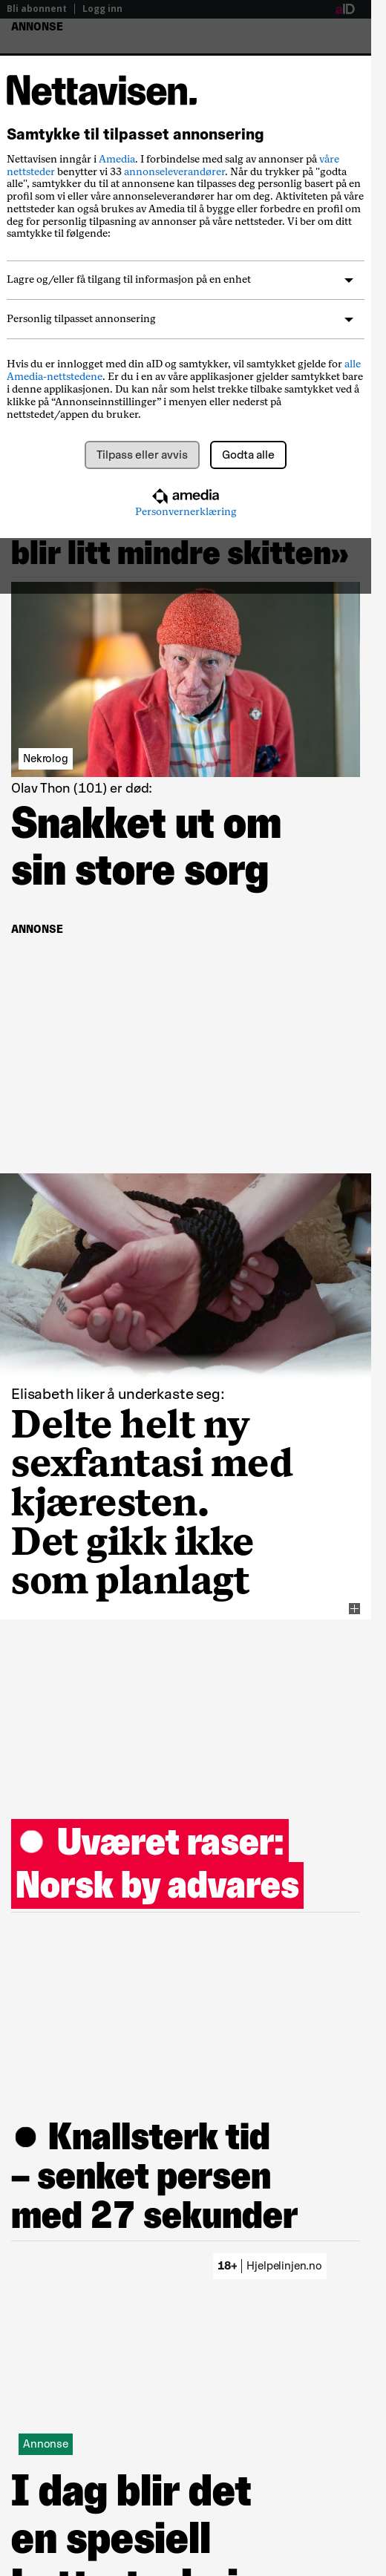 Bli abonnent | Logg inn aID
ANNONSE
Nettavisen.
Samtykke til tilpasset annonsering
Nettavisen inngår i Amedia. I forbindelse med salg av annonser på våre
nettsteder benytter vi 33 annonseleverandører. Når du trykker på "godta
alle", samtykker du til at annonsene kan tilpasses deg personlig basert på en
profil som vi eller våre annonseleverandører har om deg. Aktiviteten på våre
nettsteder kan også brukes av Amedia til å bygge eller forbedre en profil om
deg for personlig tilpasning av annonser på våre nettsteder. Vi ber om ditt
samtykke til følgende:
Lagre og/eller få tilgang til informasjon på en enhet
Personlig tilpasset annonsering
Hvis du er innlogget med din aID og samtykker, vil samtykket gjelde for alle
Amedia-nettstedene. Er du i en av våre applikasjoner gjelder samtykket bare
i denne applikasjonen. Du kan når som helst trekke tilbake samtykket ved å
klikke på “Annonseinnstillinger” i menyen eller nederst på
nettstedet/appen du bruker.
Tilpass eller avvis
Godta alle
amedia
Personvernerklæring
blir litt mindre skitten»
Nekrolog
Olav Thon (101) er død:
Snakket ut om
sin store sorg
ANNONSE
Elisabeth liker å underkaste seg:
Delte helt ny
sexfantasi med
kjæresten.
Det gikk ikke
som planlagt
● Uværet raser:
Norsk by advares
● Knallsterk tid
– senket persen
med 27 sekunder
18+ | Hjelpelinjen.no
Annonse
I dag blir det
en spesiell